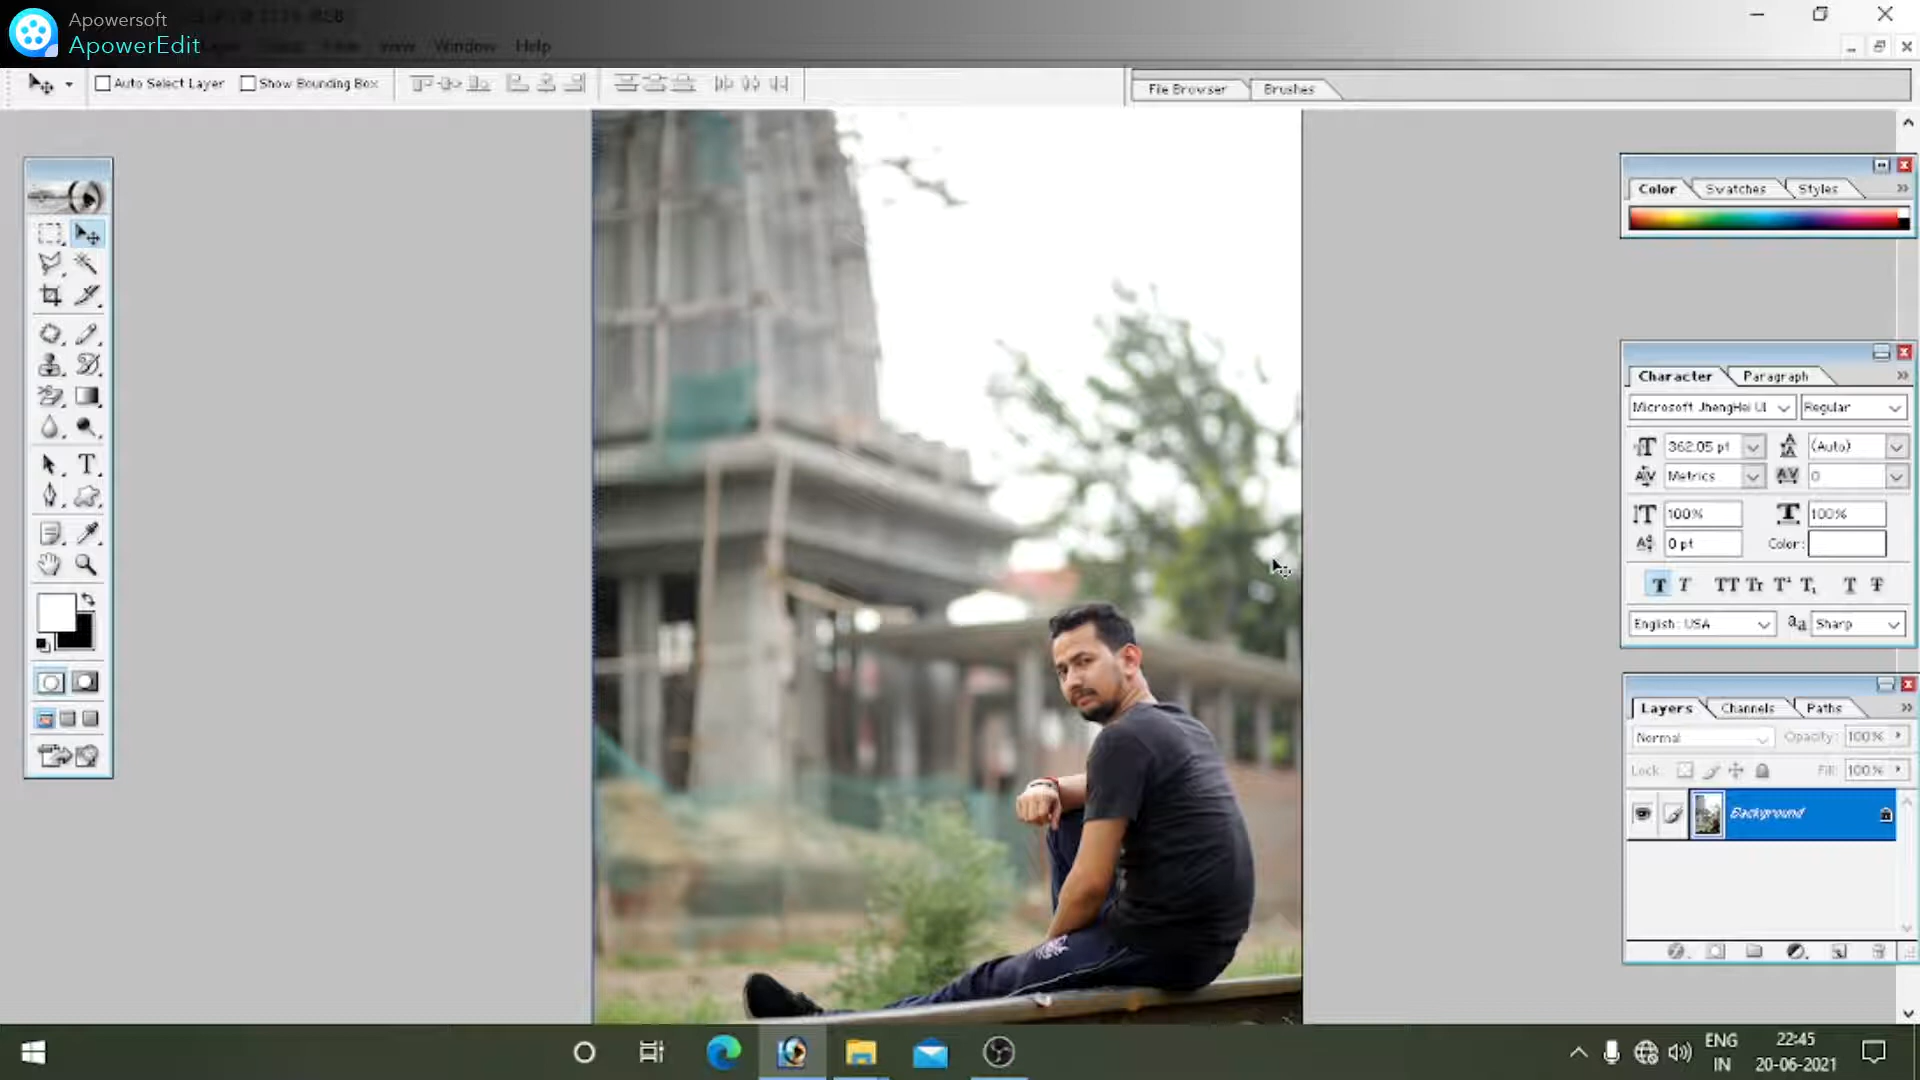 Apowersoft
ApowerEdit
Window Help
Auto Select Layer Show Bounding Box
File Browser Brushes
Color Swatches Styles
Character Paragraph
Microsoft JhengHei UI Regular
362.05 pt (Auto)
Metrics 0
100% 100%
0 pt Color:
English: USA aa Sharp
Layers Channels Paths
Normal Opacity: 100%
Lock: Fill: 100%
Background
ENG 22:45
IN 20-06-2021